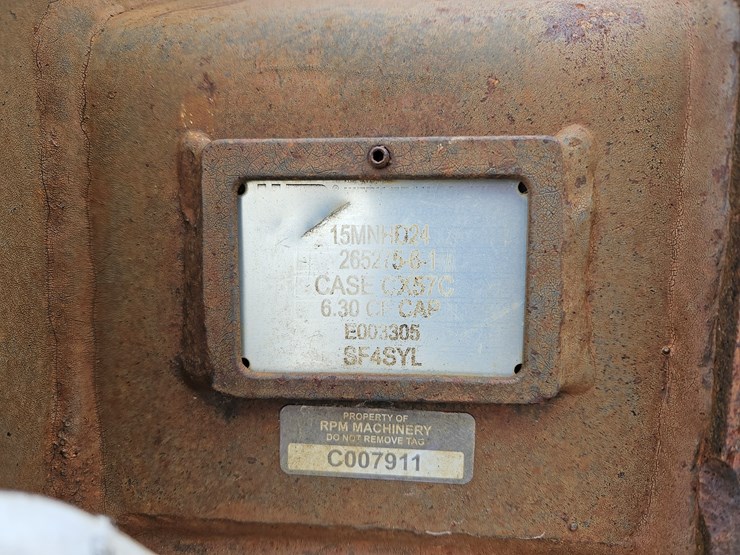 15MNHD24
265275-6-1
CASE CX57C
6.30 CF CAP
E003305
SF4SYL
PROPERTY OF
RPM MACHINERY
DO NOT REMOVE TAG
C007911